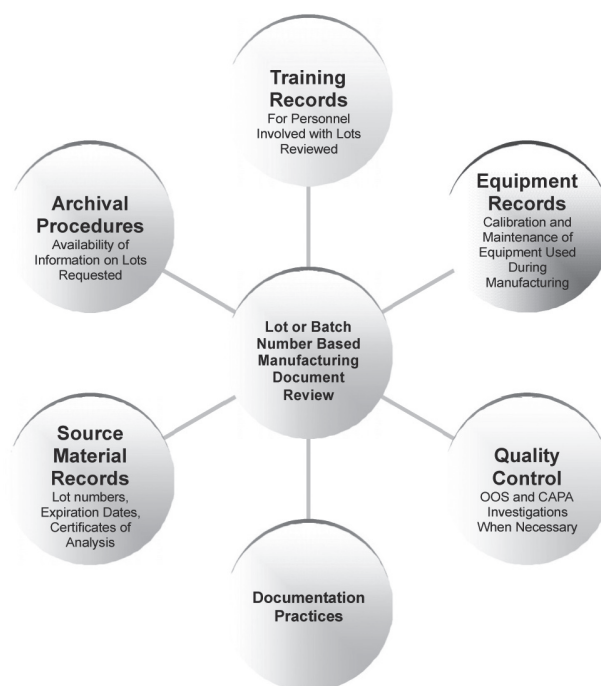 Training
Records
For Personnel
Involved with Lots
Reviewed
Archival
Procedures
Availability of
Information on Lots
Requested
Equipment
Records
Calibration and
Maintenance of
Equipment Used
During
Manufacturing
Lot or Batch
Number Based
Manufacturing
Document
Review
Source
Material
Records
Lot numbers,
Expiration Dates,
Certificates of
Analysis
Quality
Control
OOS and CAPA
Investigations
When Necessary
Documentation
Practices